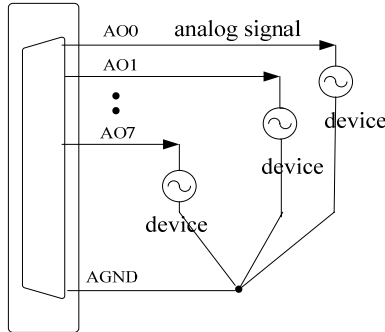 AO0 analog signal
AO1
device
AO7
device
device
AGND